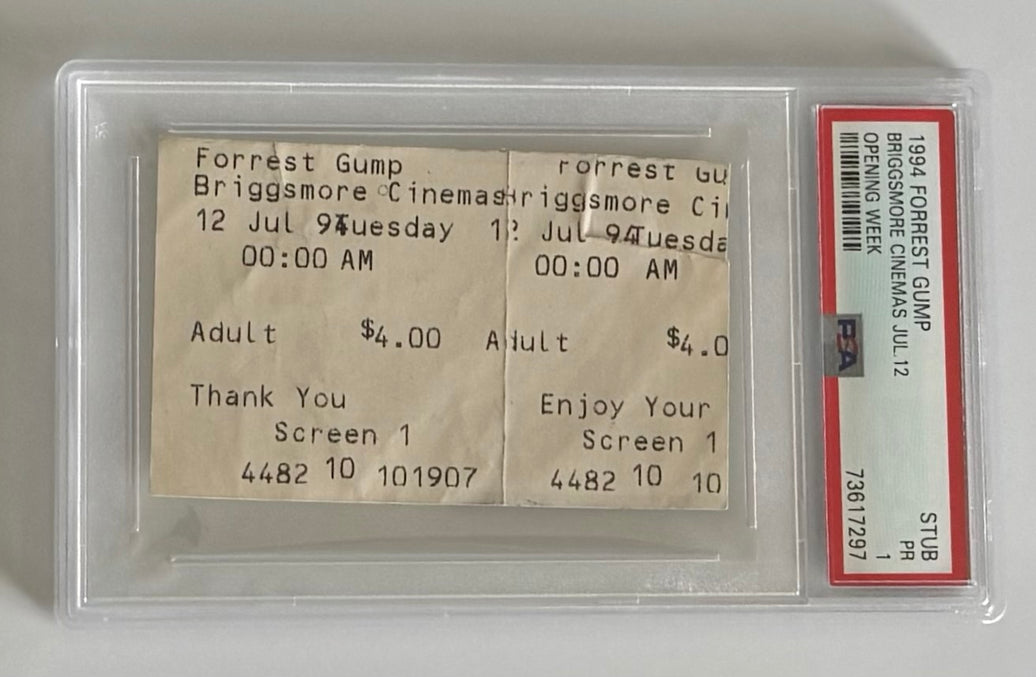 Forrest Gump
Briggsmore Cinemas
12 Jul 94 Tuesday
00:00 AM
Adult $4.00
Thank You
Screen 1
4482 10 101907
Forrest Gu
riggsmore Ci
12 Jul 94 Tuesda
00:00 AM
Adult $4.0
Enjoy Your
Screen 1
4482 10 10
1994 FORREST GUMP
BRIGGSMORE CINEMAS JUL.12
OPENING WEEK
STUB
PR
1
73617297
PSA